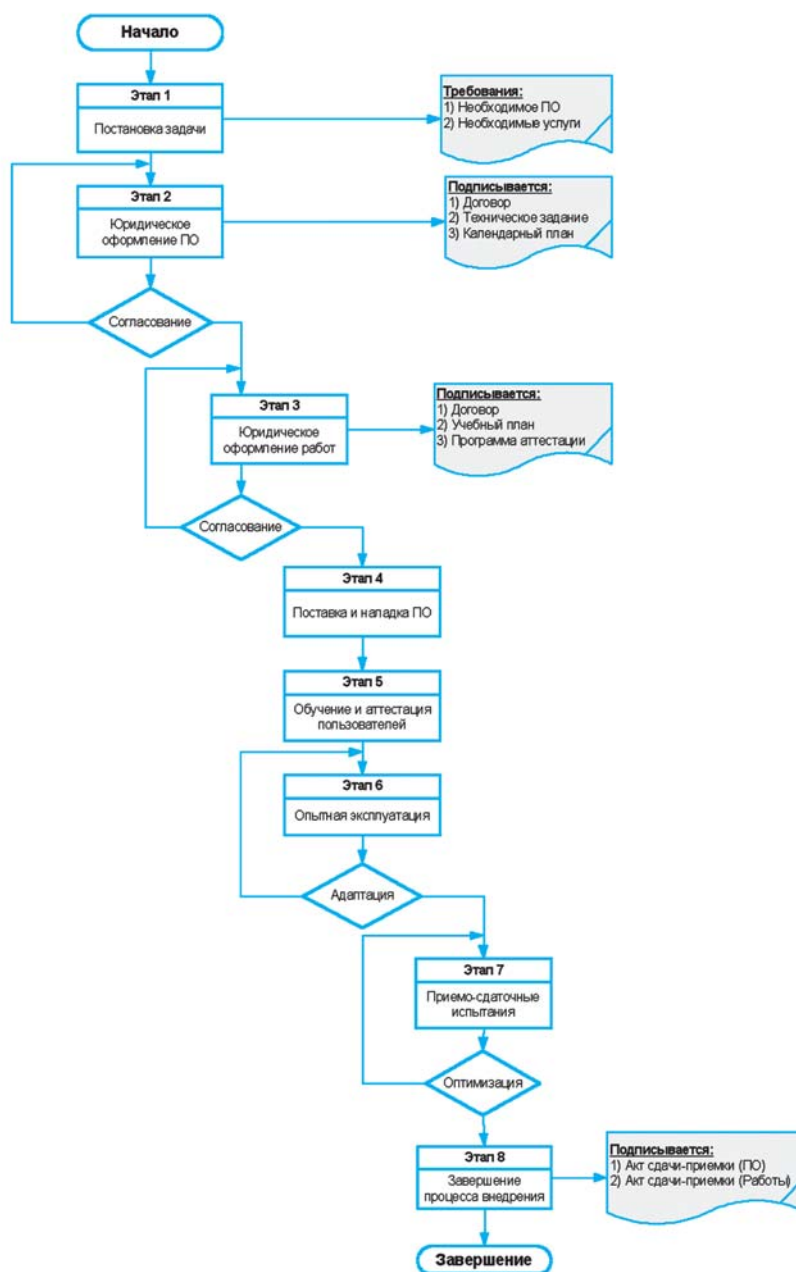 Начало
Этап 1
Постановка задачи
Требования:
1) Необходимое ПО
2) Необходимые услуги
Этап 2
Юридическое
оформление ПО
Подписывается:
1) Договор
2) Техническое задание
3) Календарный план
Согласование
Этап 3
Юридическое
оформление работ
Подписывается:
1) Договор
2) Учебный план
3) Программа аттестации
Согласование
Этап 4
Поставка и наладка ПО
Этап 5
Обучение и аттестация
пользователей
Этап 6
Опытная эксплуатация
Адаптация
Этап 7
Приемо-сдаточные
испытания
Оптимизация
Этап 8
Завершение
процесса внедрения
Подписывается:
1) Акт сдачи-приемки (ПО)
2) Акт сдачи-приемки (Работы)
Завершение